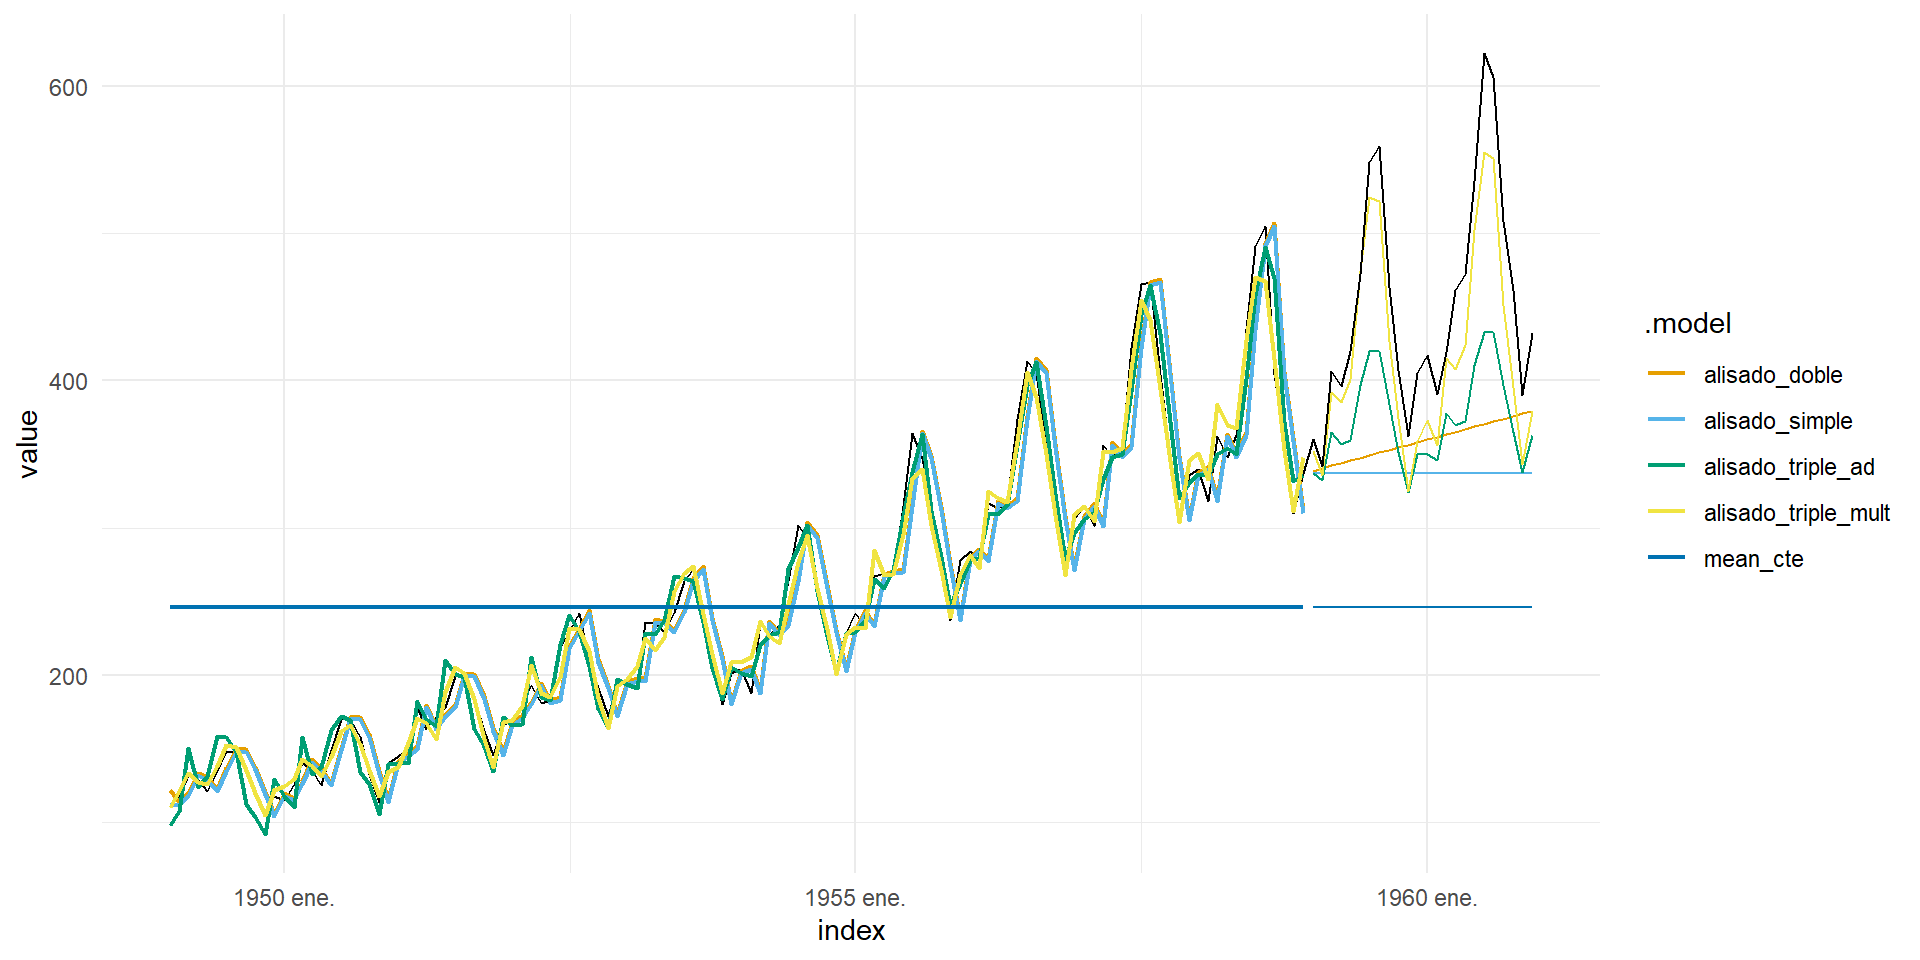 600
400
200
value
1950 ene.
1955 ene.
1960 ene.
index
.model
alisado_doble
alisado_simple
alisado_triple_ad
alisado_triple_mult
mean_cte